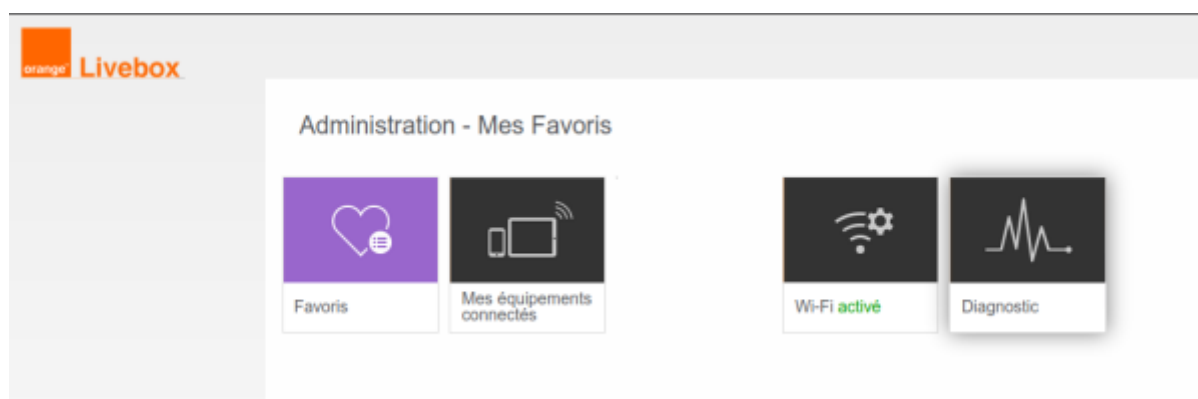 orange
Livebox
Administration - Mes Favoris
Favoris
Mes équipements
connectés
Wi-Fi activé
Diagnostic